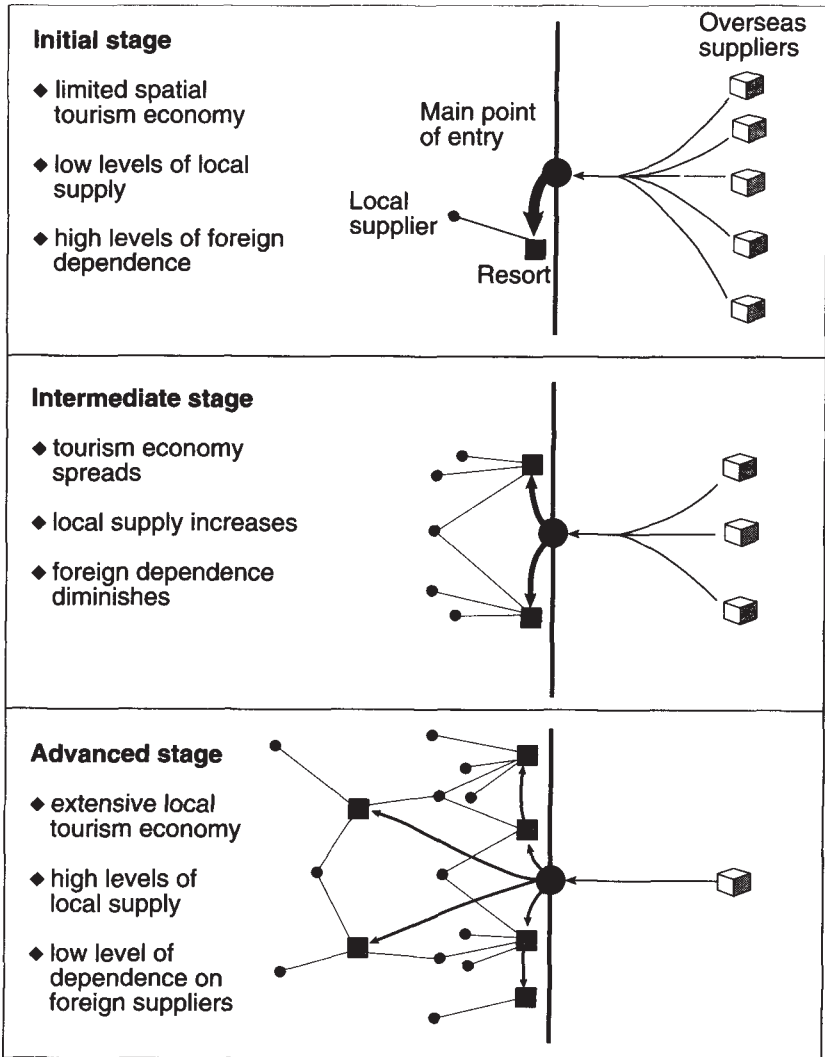 Initial stage
◆ limited spatial
tourism economy
◆ low levels of local
supply
◆ high levels of foreign
dependence
Overseas
suppliers
Main point
of entry
Local
supplier
Resort
Intermediate stage
◆ tourism economy
spreads
◆ local supply increases
◆ foreign dependence
diminishes
Advanced stage
◆ extensive local
tourism economy
◆ high levels of
local supply
◆ low level of
dependence on
foreign suppliers